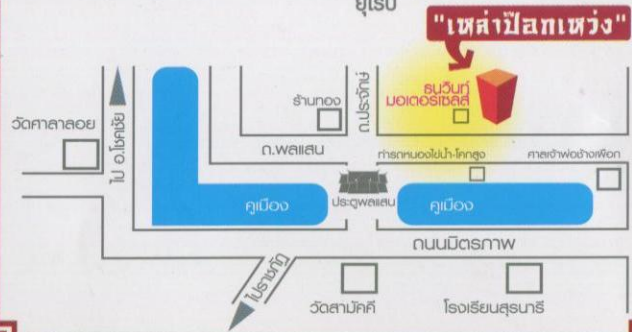 ยุโรป
"เหล่าป๊อกเหว่ง"
ธนวินท์
มอเตอร์เซลส์
ร้านทอง
ถ.ประจักษ์
วัดศาลาลอย
ไป อ.โชคชัย
ถ.พลแสน
ท่ารถหนองไข่น้ำ-โคกสูง
ศาลเจ้าพ่อช้างเผือก
คูเมือง
ประตูพลแสน
คูเมือง
ถนนมิตรภาพ
ไปราชภัฏ
วัดสามัคคี
โรงเรียนสุรนารี